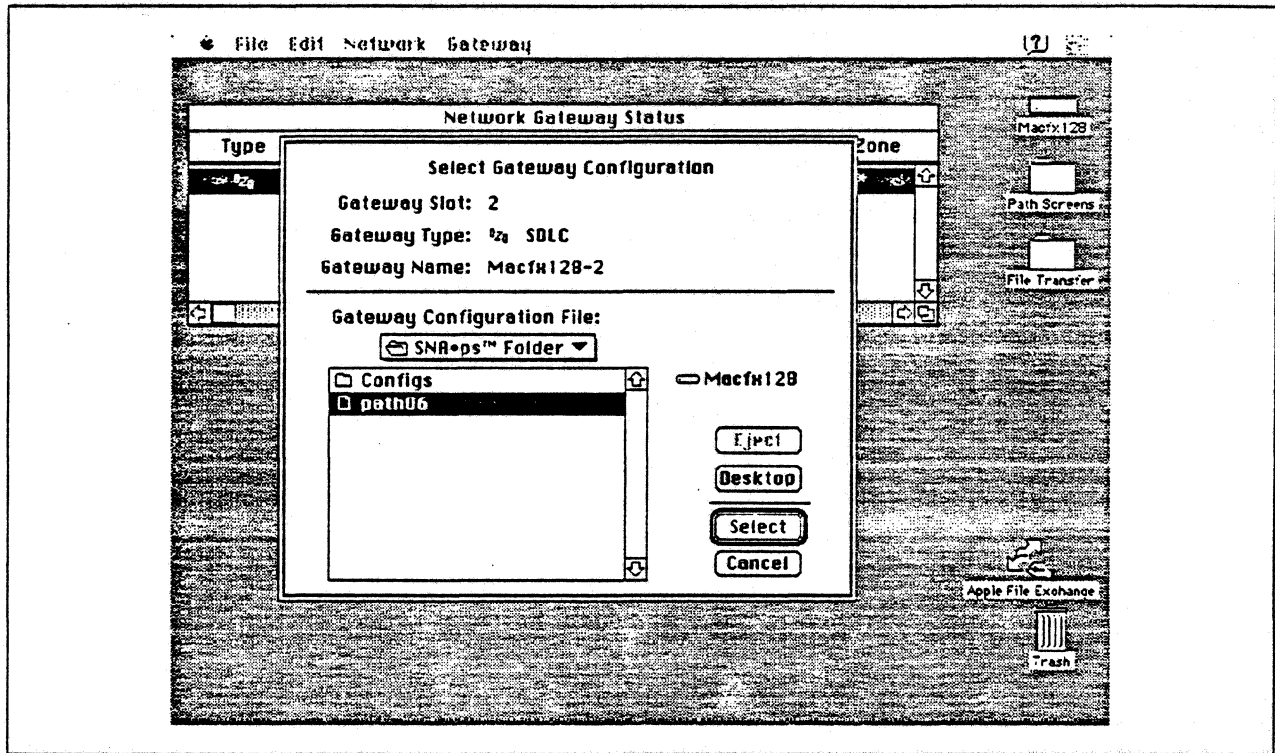 File Edit Network Gateway
Network Gateway Status
Type Zone
Select Gateway Configuration
Gateway Slot: 2
Gateway Type: SDLC
Gateway Name: Macfx128-2
Gateway Configuration File:
SNA•ps™ Folder
Configs
path06
Macfx128
Eject
Desktop
Select
Cancel
Macfx128
Path Screens
File Transfer
Apple File Exchange
Trash